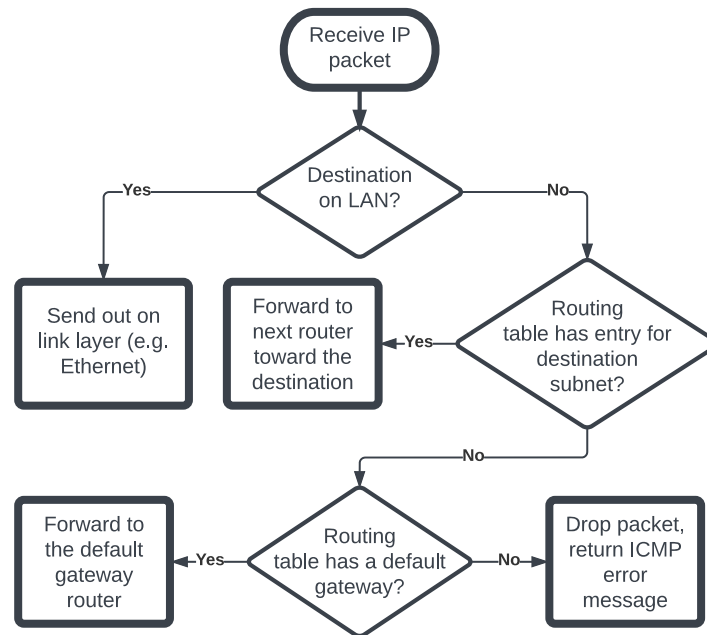 Receive IP
packet
Destination
on LAN?
Yes
No
Send out on
link layer (e.g.
Ethernet)
Forward to
next router
toward the
destination
Yes
Routing
table has entry for
destination
subnet?
No
Forward to
the default
gateway
router
Yes
Routing
table has a default
gateway?
No
Drop packet,
return ICMP
error
message